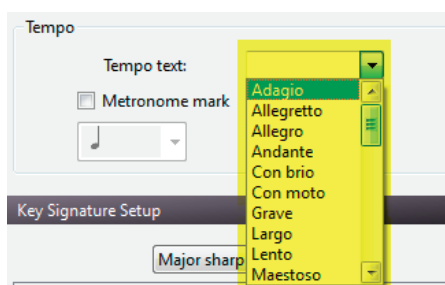 Tempo
Tempo text:
Metronome mark
Adagio
Allegretto
Allegro
Andante
Con brio
Con moto
Grave
Largo
Lento
Maestoso
Key Signature Setup
Major sharp